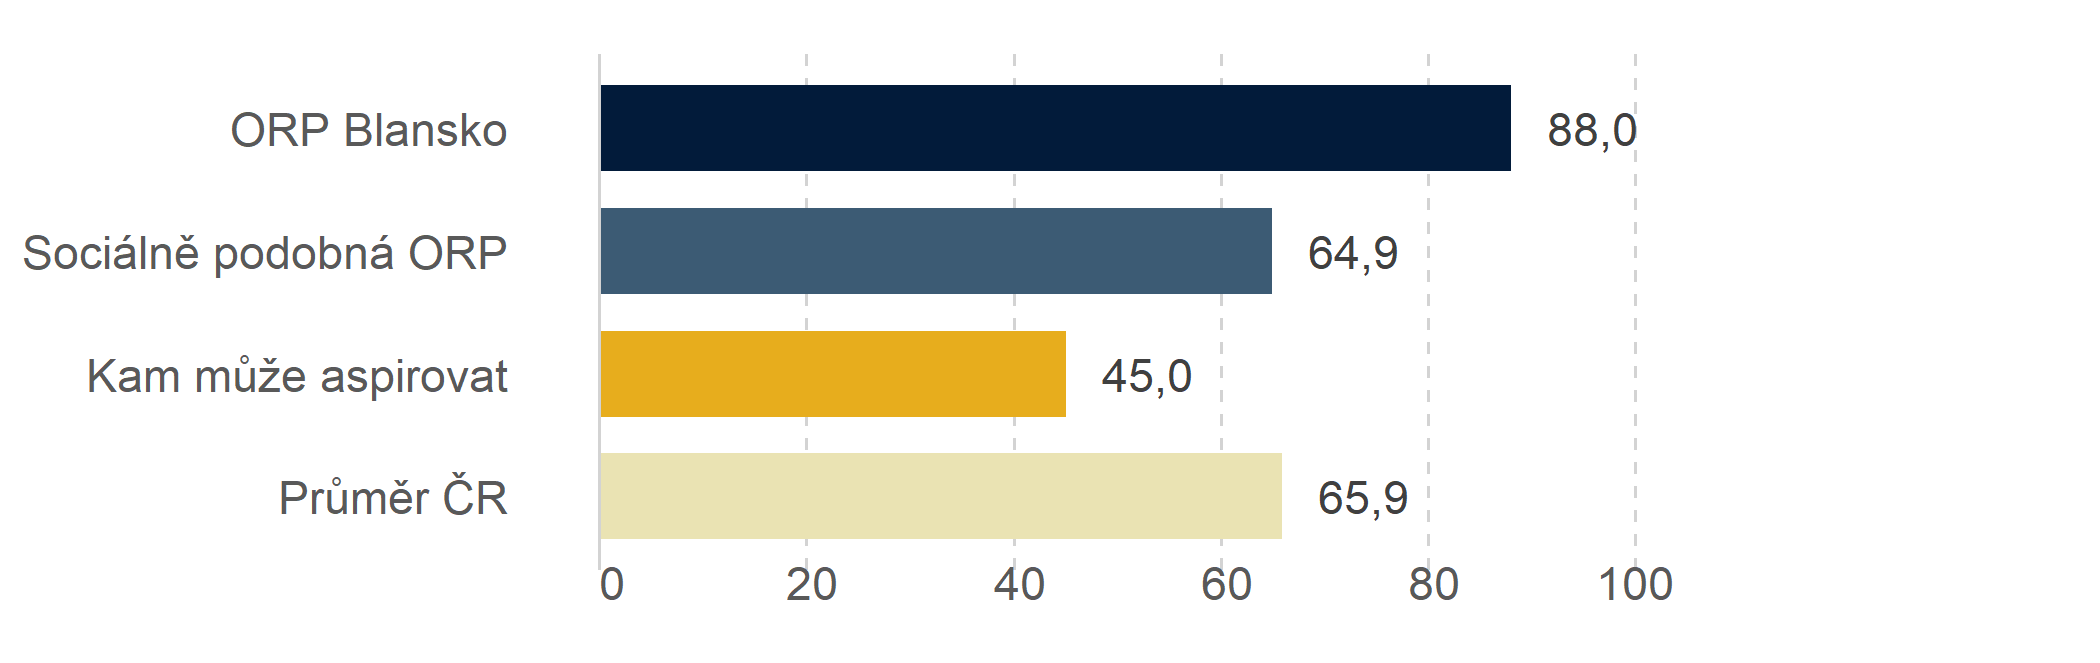 ORP Blansko
88,0
Sociálně podobná ORP
64,9
Kam může aspirovat
45,0
Průměr ČR
65,9
0 20 40 60 80 100